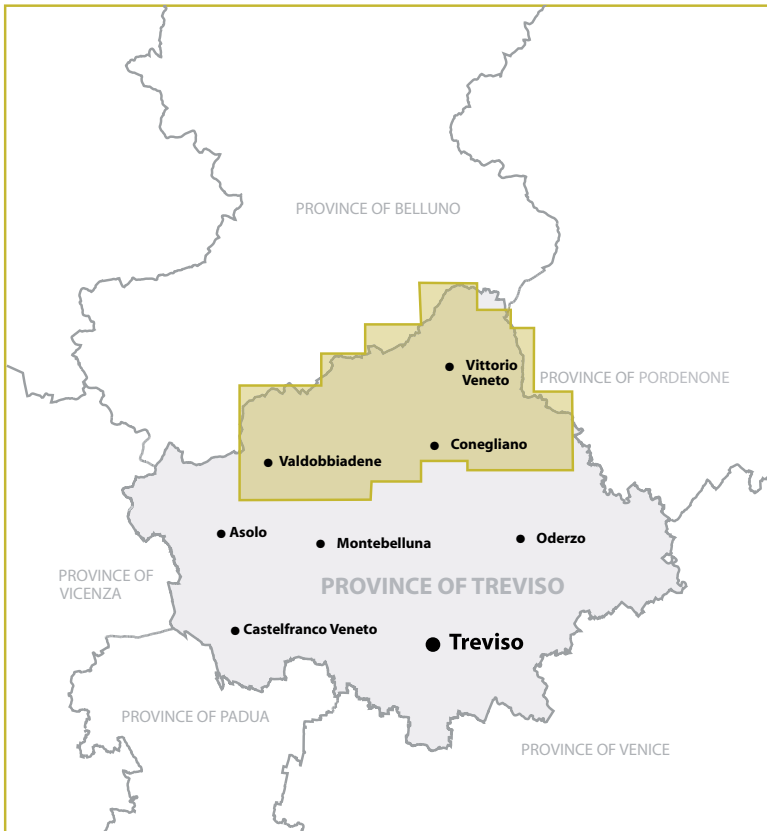 PROVINCE OF BELLUNO
Vittorio
Veneto
PROVINCE OF PORDENONE
Conegliano
Valdobbiadene
Asolo
Montebelluna
Oderzo
PROVINCE OF
VICENZA
PROVINCE OF TREVISO
Castelfranco Veneto
Treviso
PROVINCE OF PADUA
PROVINCE OF VENICE